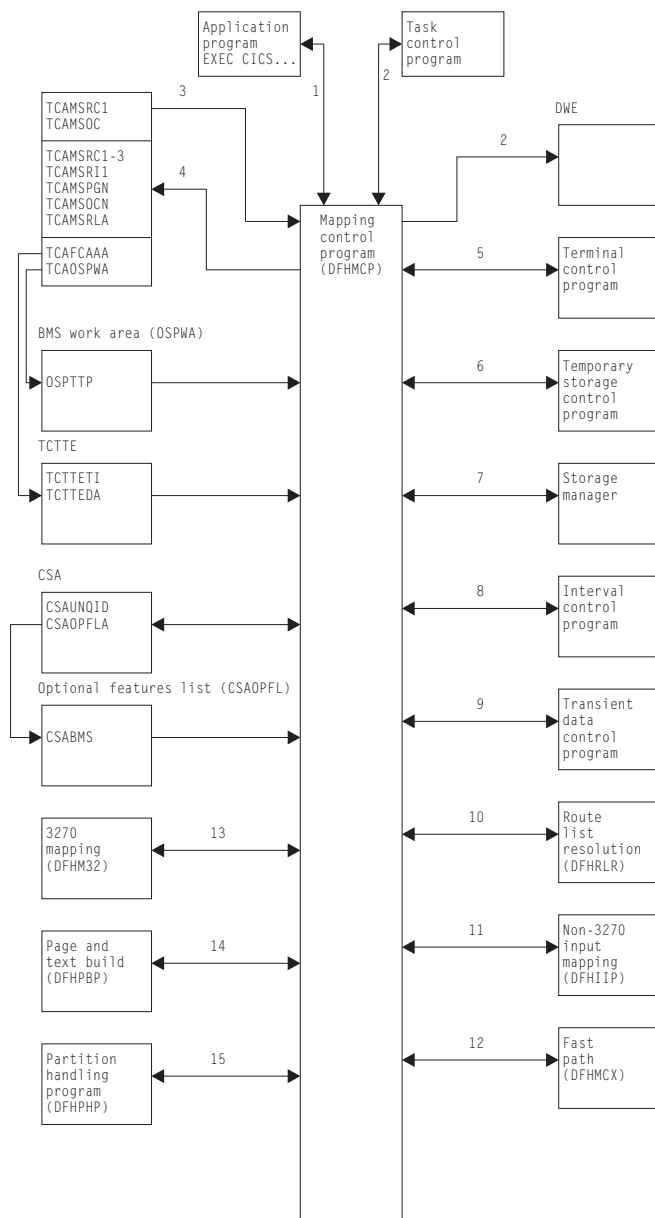 Application
program
EXEC CICS...
Task
control
program
1
2
3
TCAMSRC1
TCAMSOC
TCAMSRC1-3
TCAMSRI1
TCAMSPGN
TCAMSOCN
TCAMSRLA
4
TCAFCAAA
TCAOSPWA
Mapping
control
program
(DFHMCP)
2
DWE
5
Terminal
control
program
BMS work area (OSPWA)
OSPTTP
6
Temporary
storage
control
program
TCTTE
TCTTETI
TCTTEDA
7
Storage
manager
CSA
CSAUNQID
CSAOPFLA
8
Interval
control
program
Optional features list (CSAOPFL)
CSABMS
9
Transient
data
control
program
3270
mapping
(DFHM32)
13
10
Route
list
resolution
(DFHRLR)
Page and
text build
(DFHPBP)
14
11
Non-3270
input
mapping
(DFHIIP)
Partition
handling
program
(DFHPHP)
15
12
Fast
path
(DFHMCX)